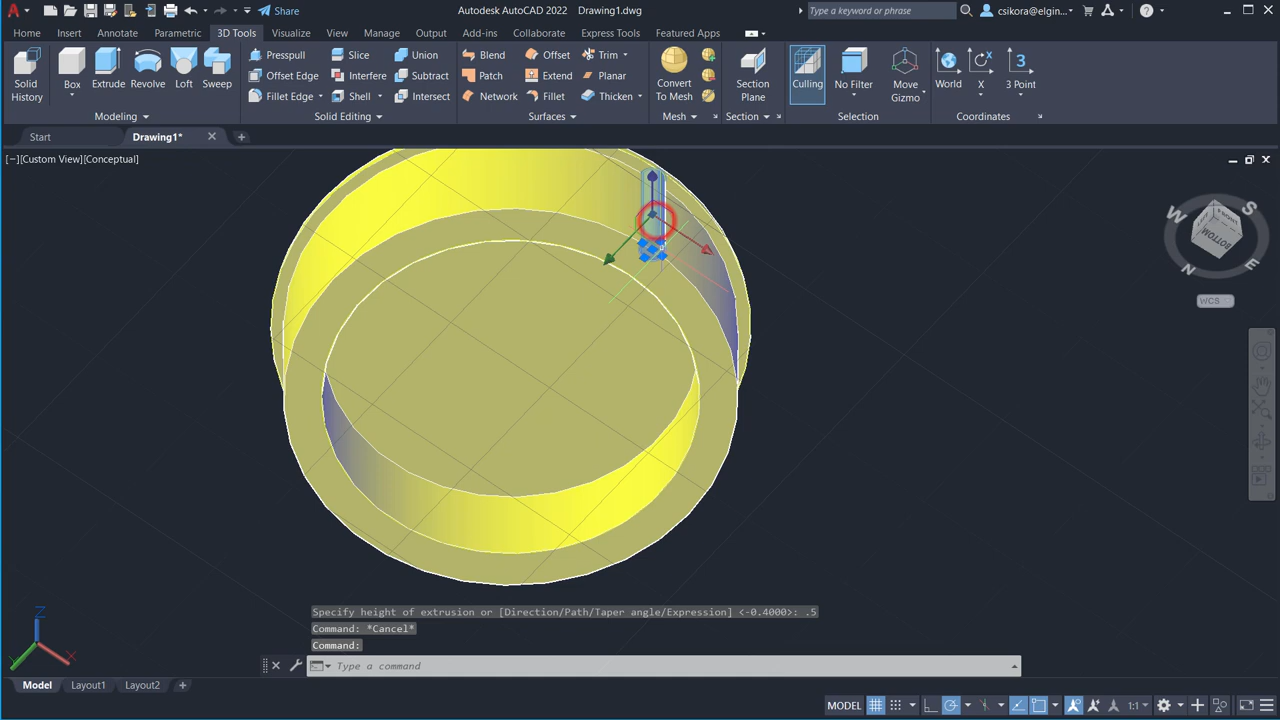 Share
Autodesk AutoCAD 2022 Drawing1.dwg
Type a keyword or phrase
csikora@elgin...
Home Insert Annotate Parametric 3D Tools Visualize View Manage Output Add-ins Collaborate Express Tools Featured Apps
Solid History
Box
Extrude
Revolve
Loft
Sweep
Presspull
Offset Edge
Fillet Edge
Slice
Interfere
Shell
Union
Subtract
Intersect
Blend
Patch
Network
Offset
Extend
Fillet
Trim
Planar
Thicken
Convert To Mesh
Section Plane
Culling
No Filter
Move Gizmo
World
X
3 Point
Modeling
Solid Editing
Surfaces
Mesh
Section
Selection
Coordinates
Start
Drawing1*
[−][Custom View][Conceptual]
W
S
N
E
FRONT
BOTTOM
WCS
Z
X
Y
Specify height of extrusion or [Direction/Path/Taper angle/Expression] <-0.4000>: .5
Command: *Cancel*
Command:
Type a command
Model Layout1 Layout2
MODEL
1:1